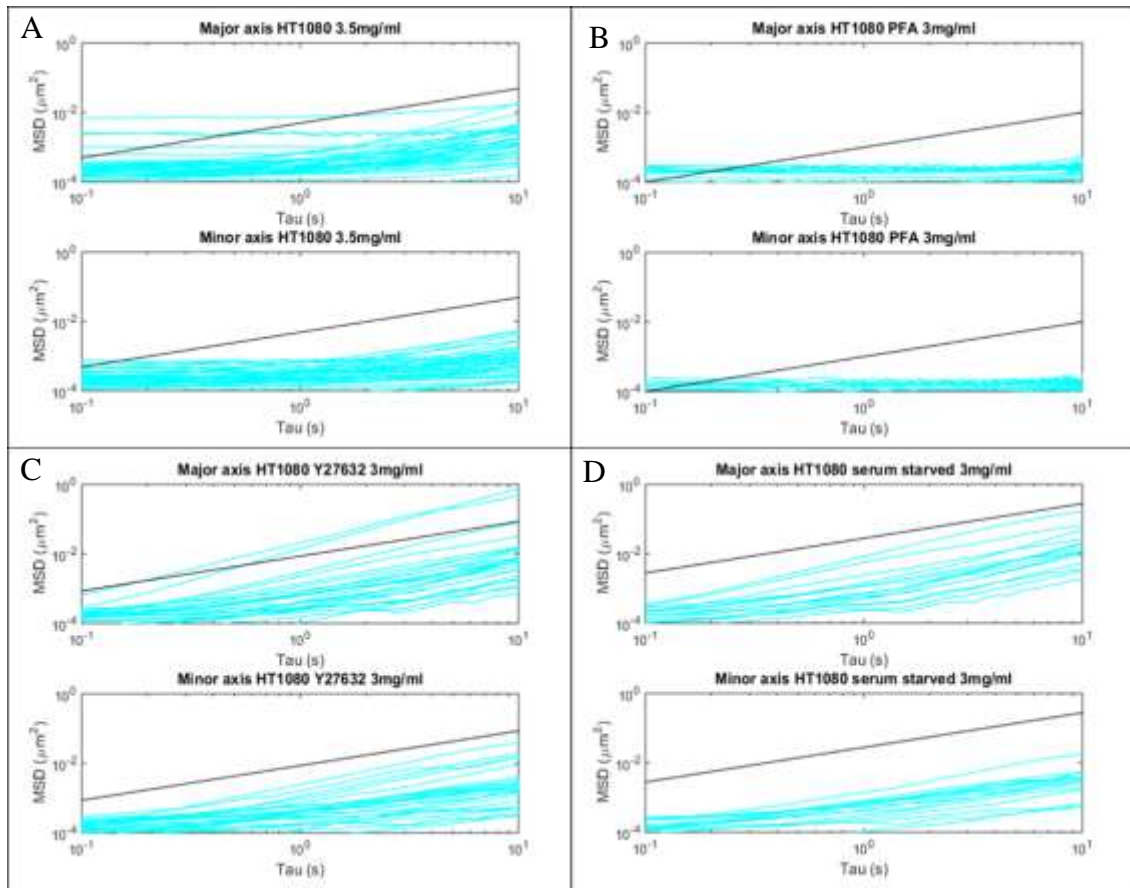 A
Major axis HT1080 3.5mg/ml
MSD (μm²)
10⁰
10⁻²
10⁻⁴
10⁻¹ 10⁰ 10¹
Tau (s)
Minor axis HT1080 3.5mg/ml
MSD (μm²)
10⁰
10⁻²
10⁻⁴
10⁻¹ 10⁰ 10¹
Tau (s)
B
Major axis HT1080 PFA 3mg/ml
MSD (μm²)
10⁰
10⁻²
10⁻⁴
10⁻¹ 10⁰ 10¹
Tau (s)
Minor axis HT1080 PFA 3mg/ml
MSD (μm²)
10⁰
10⁻²
10⁻⁴
10⁻¹ 10⁰ 10¹
Tau (s)
C
Major axis HT1080 Y27632 3mg/ml
MSD (μm²)
10⁰
10⁻²
10⁻⁴
10⁻¹ 10⁰ 10¹
Tau (s)
Minor axis HT1080 Y27632 3mg/ml
MSD (μm²)
10⁰
10⁻²
10⁻⁴
10⁻¹ 10⁰ 10¹
Tau (s)
D
Major axis HT1080 serum starved 3mg/ml
MSD (μm²)
10⁰
10⁻²
10⁻⁴
10⁻¹ 10⁰ 10¹
Tau (s)
Minor axis HT1080 serum starved 3mg/ml
MSD (μm²)
10⁰
10⁻²
10⁻⁴
10⁻¹ 10⁰ 10¹
Tau (s)